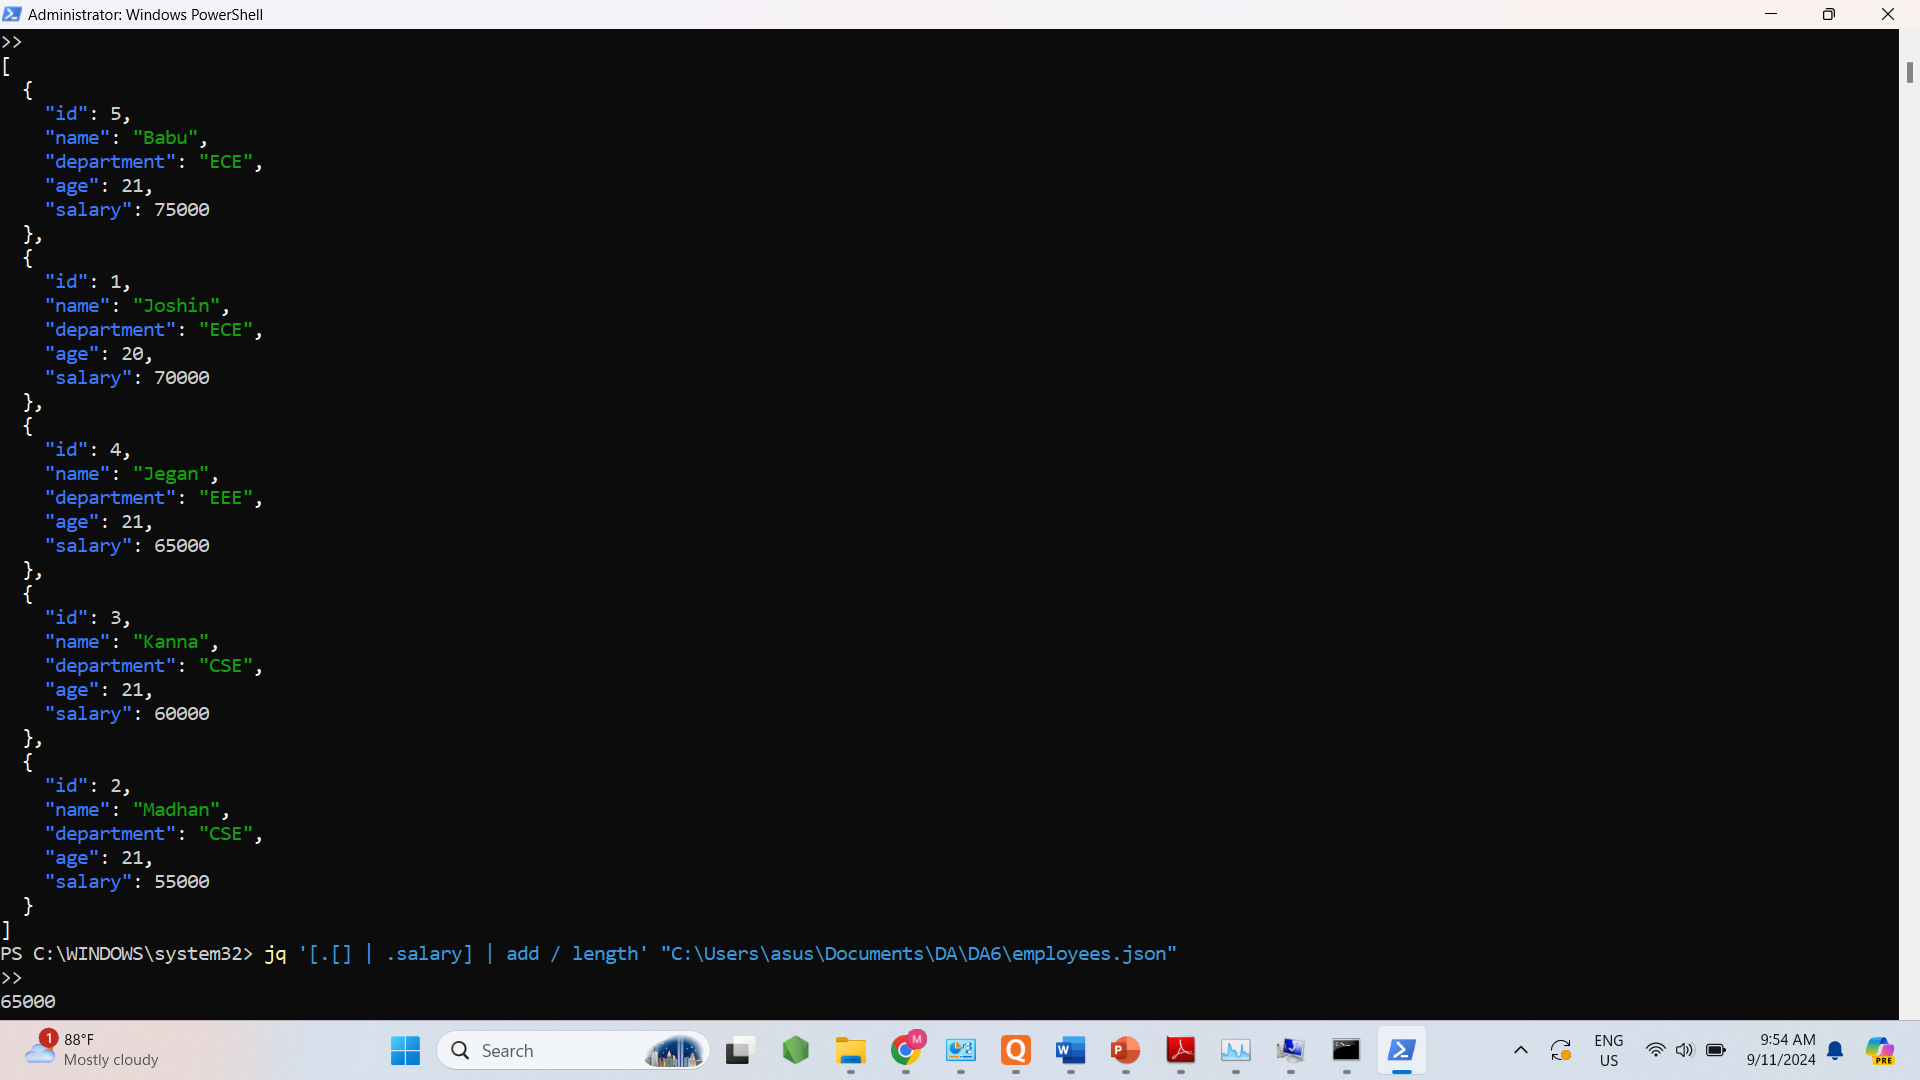 Administrator: Windows PowerShell
>>
[
  {
    "id": 5,
    "name": "Babu",
    "department": "ECE",
    "age": 21,
    "salary": 75000
  },
  {
    "id": 1,
    "name": "Joshin",
    "department": "ECE",
    "age": 20,
    "salary": 70000
  },
  {
    "id": 4,
    "name": "Jegan",
    "department": "EEE",
    "age": 21,
    "salary": 65000
  },
  {
    "id": 3,
    "name": "Kanna",
    "department": "CSE",
    "age": 21,
    "salary": 60000
  },
  {
    "id": 2,
    "name": "Madhan",
    "department": "CSE",
    "age": 21,
    "salary": 55000
  }
]
PS C:\WINDOWS\system32> jq '[.[] | .salary] | add / length' "C:\Users\asus\Documents\DA\DA6\employees.json"
>>
65000
1
88°F
Mostly cloudy
Search
M
Q
W
P
ENG
US
9:54 AM
9/11/2024
PRE